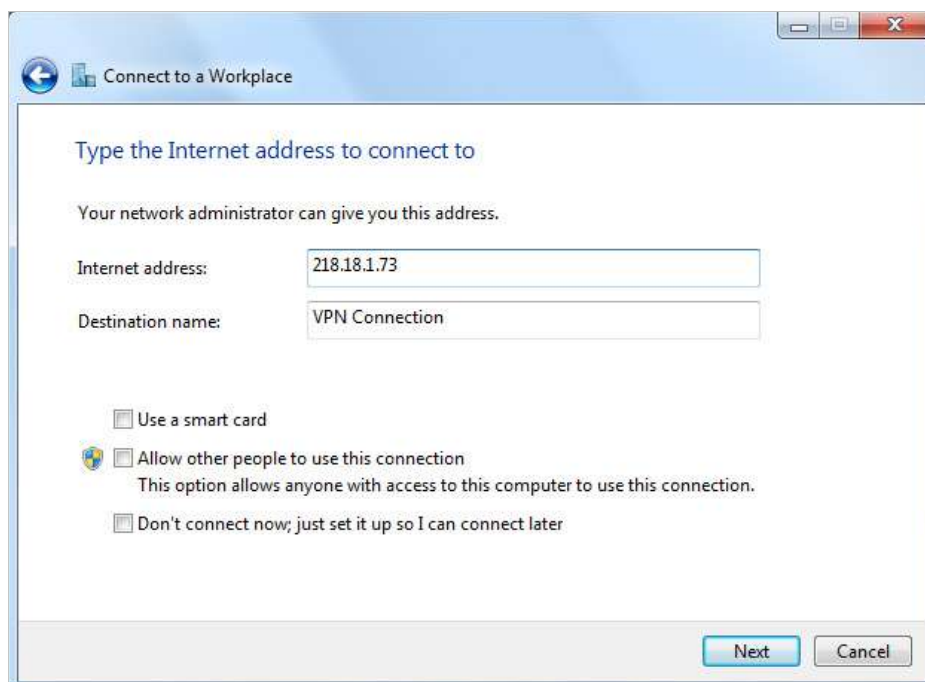 Connect to a Workplace
Type the Internet address to connect to
Your network administrator can give you this address.
Internet address: 218.18.1.73
Destination name: VPN Connection
Use a smart card
Allow other people to use this connection
This option allows anyone with access to this computer to use this connection.
Don't connect now; just set it up so I can connect later
Next Cancel